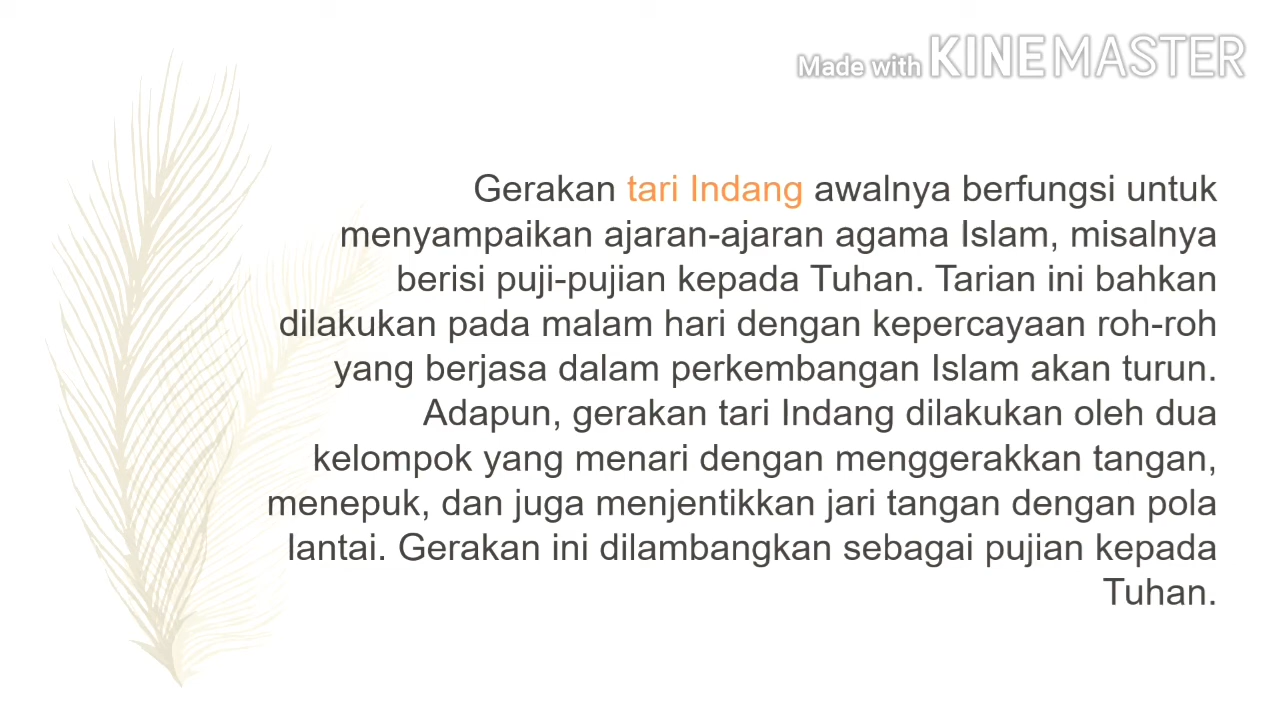 Made with KINEMASTER
Gerakan tari Indang awalnya berfungsi untuk
menyampaikan ajaran-ajaran agama Islam, misalnya
berisi puji-pujian kepada Tuhan. Tarian ini bahkan
dilakukan pada malam hari dengan kepercayaan roh-roh
yang berjasa dalam perkembangan Islam akan turun.
Adapun, gerakan tari Indang dilakukan oleh dua
kelompok yang menari dengan menggerakkan tangan,
menepuk, dan juga menjentikkan jari tangan dengan pola
lantai. Gerakan ini dilambangkan sebagai pujian kepada
Tuhan.